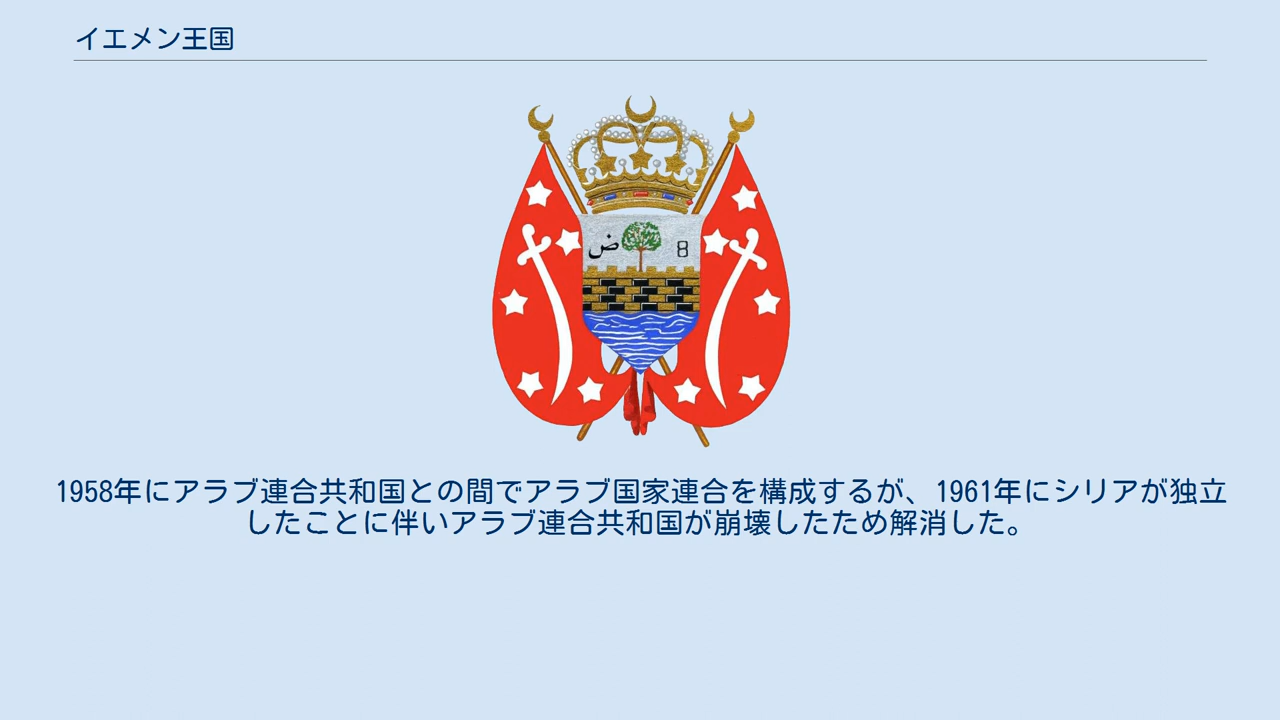 イエメン王国
ض 8
1958年にアラブ連合共和国との間でアラブ国家連合を構成するが、1961年にシリアが独立
したことに伴いアラブ連合共和国が崩壊したため解消した。